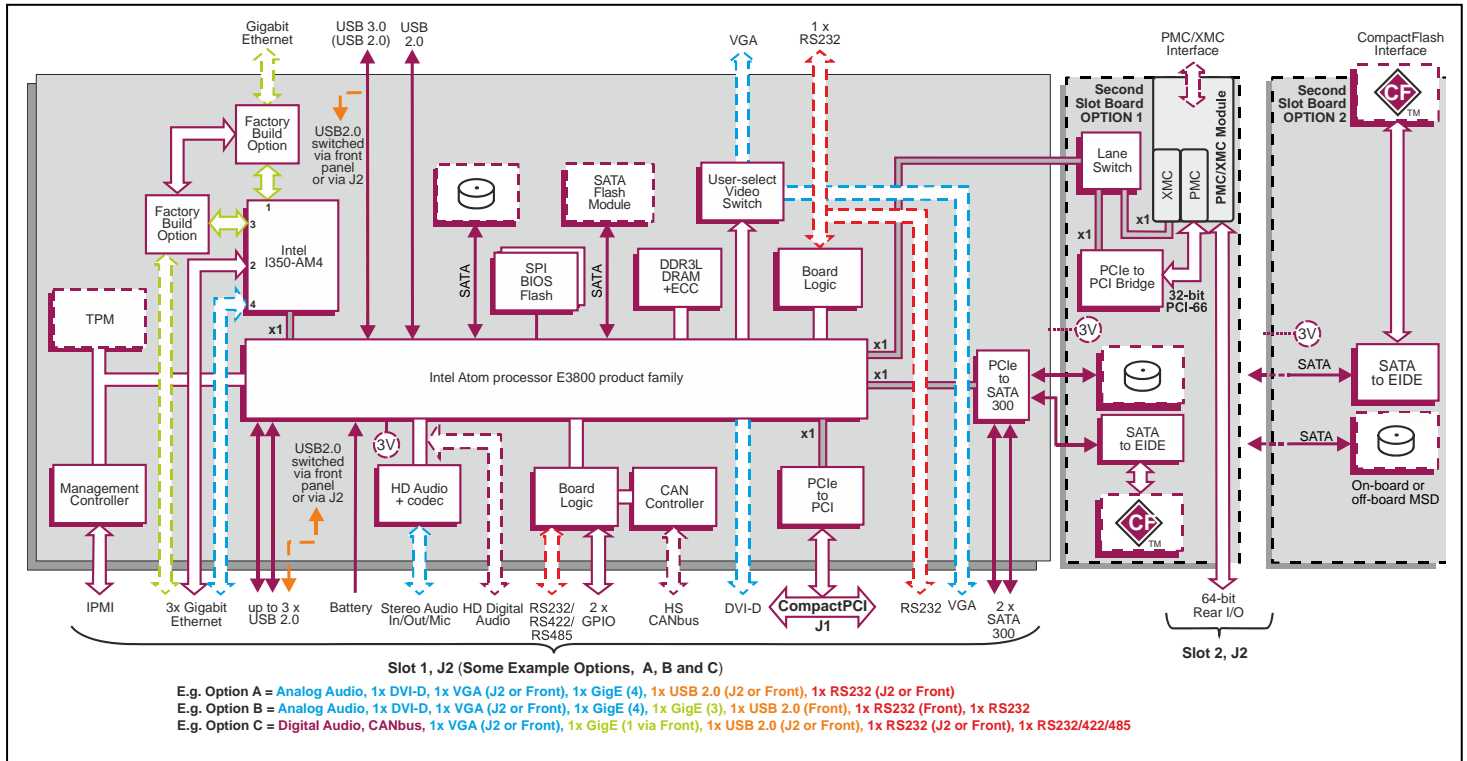 Gigabit
Ethernet
USB 3.0
(USB 2.0)
USB
2.0
VGA
1 x
RS232
PMC/XMC
Interface
CompactFlash
Interface
Factory
Build
Option
USB2.0
switched
via front
panel
or via J2
Factory
Build
Option
1
3
2
4
Intel
I350-AM4
x1
TPM
SATA
SPI
BIOS
Flash
SATA
Flash
Module
SATA
DDR3L
DRAM
+ECC
User-select
Video
Switch
Board
Logic
Second
Slot Board
OPTION 1
Lane
Switch
XMC
PMC
PMC/XMC Module
x1
x1
PCIe to
PCI Bridge
32-bit
PCI-66
Second
Slot Board
OPTION 2
CF
TM
3V
3V
x1
x1
Intel Atom processor E3800 product family
PCIe
to
SATA
300
SATA
SATA
to EIDE
SATA
to EIDE
CF
TM
SATA
On-board or
off-board MSD
Management
Controller
USB2.0
switched
via front
panel
or via J2
3V
HD Audio
+ codec
Board
Logic
CAN
Controller
x1
PCIe
to
PCI
IPMI
3x Gigabit
Ethernet
up to 3 x
USB 2.0
Battery
Stereo Audio
In/Out/Mic
HD Digital
Audio
RS232/
RS422/
RS485
2 x
GPIO
HS
CANbus
DVI-D
CompactPCI
J1
RS232
VGA
2 x
SATA
300
64-bit
Rear I/O
Slot 1, J2 (Some Example Options, A, B and C)
Slot 2, J2
E.g. Option A = Analog Audio, 1x DVI-D, 1x VGA (J2 or Front), 1x GigE (4), 1x USB 2.0 (J2 or Front), 1x RS232 (J2 or Front)
E.g. Option B = Analog Audio, 1x DVI-D, 1x VGA (J2 or Front), 1x GigE (4), 1x GigE (3), 1x USB 2.0 (Front), 1x RS232 (Front), 1x RS232
E.g. Option C = Digital Audio, CANbus, 1x VGA (J2 or Front), 1x GigE (1 via Front), 1x USB 2.0 (J2 or Front), 1x RS232 (J2 or Front), 1x RS232/422/485